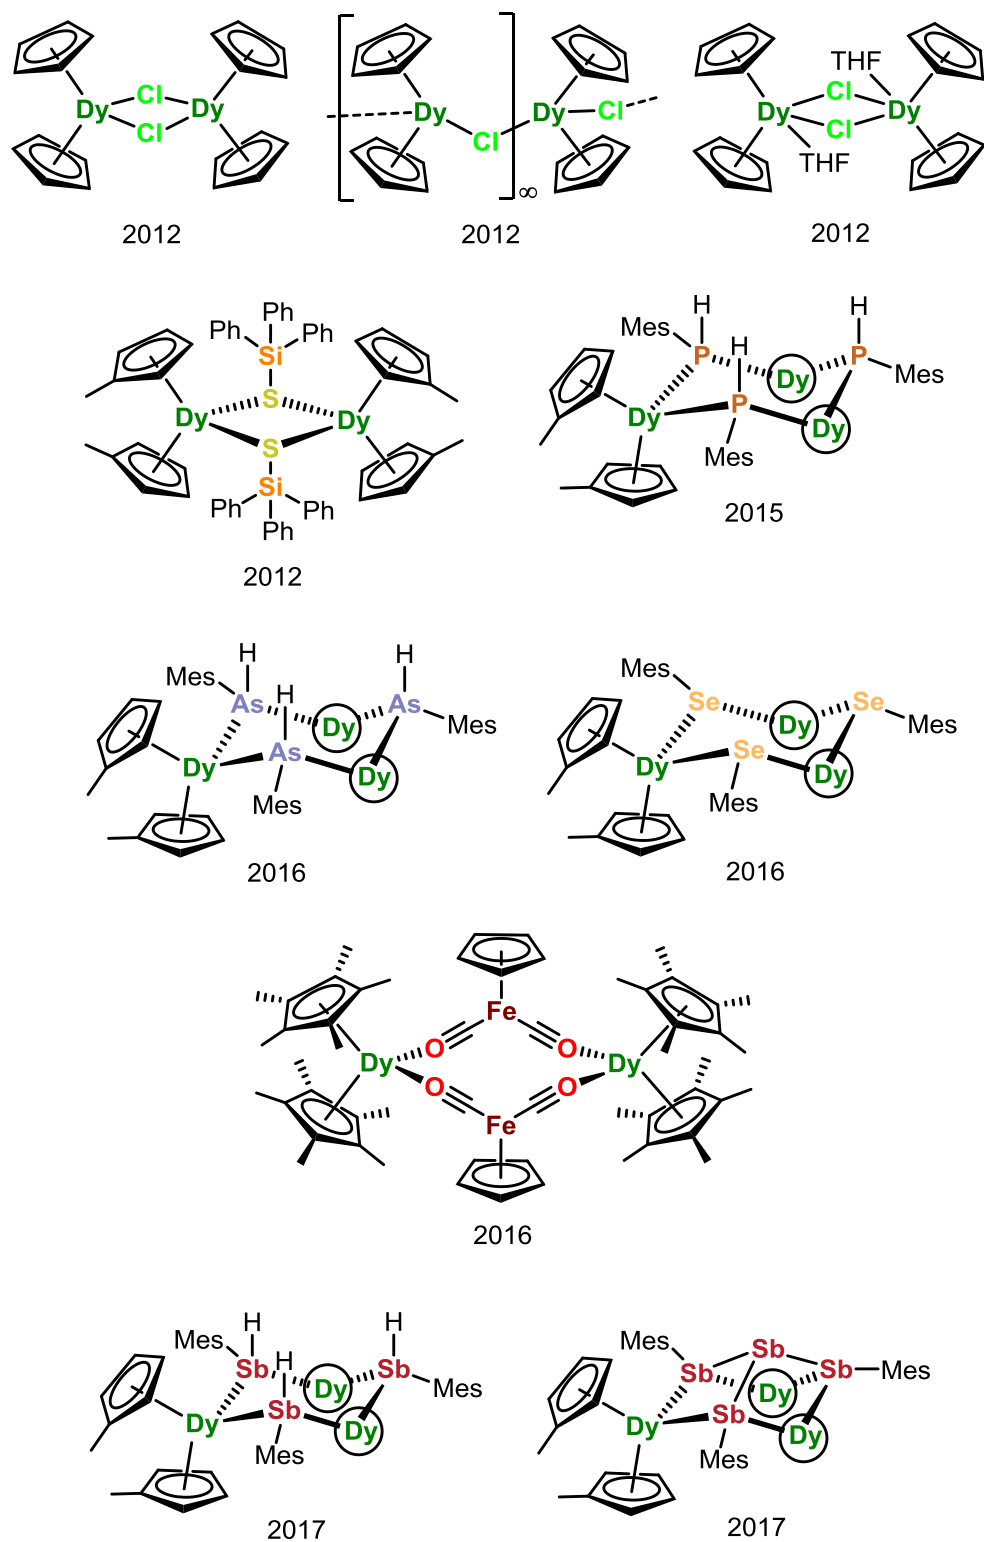 Dy Cl Cl Dy
2012
Dy Cl Dy Cl ∞
2012
THF Dy Cl Cl Dy THF
2012
Ph Ph Ph
Si
S
Dy Dy
S
Si
Ph Ph Ph
2012
H H
Mes P H P
Dy Mes
Dy P Dy
Mes
2015
H H
Mes As H As
Dy Mes
Dy As Dy
Mes
2016
Mes Se Se
Dy Mes
Dy Se Dy
Mes
2016
Fe
O O
Dy Dy
O O
Fe
2016
H H
Mes Sb H Sb
Dy Mes
Dy Sb Dy
Mes
2017
Mes Sb
Sb Sb Mes
Dy
Dy Sb Dy
Mes
2017